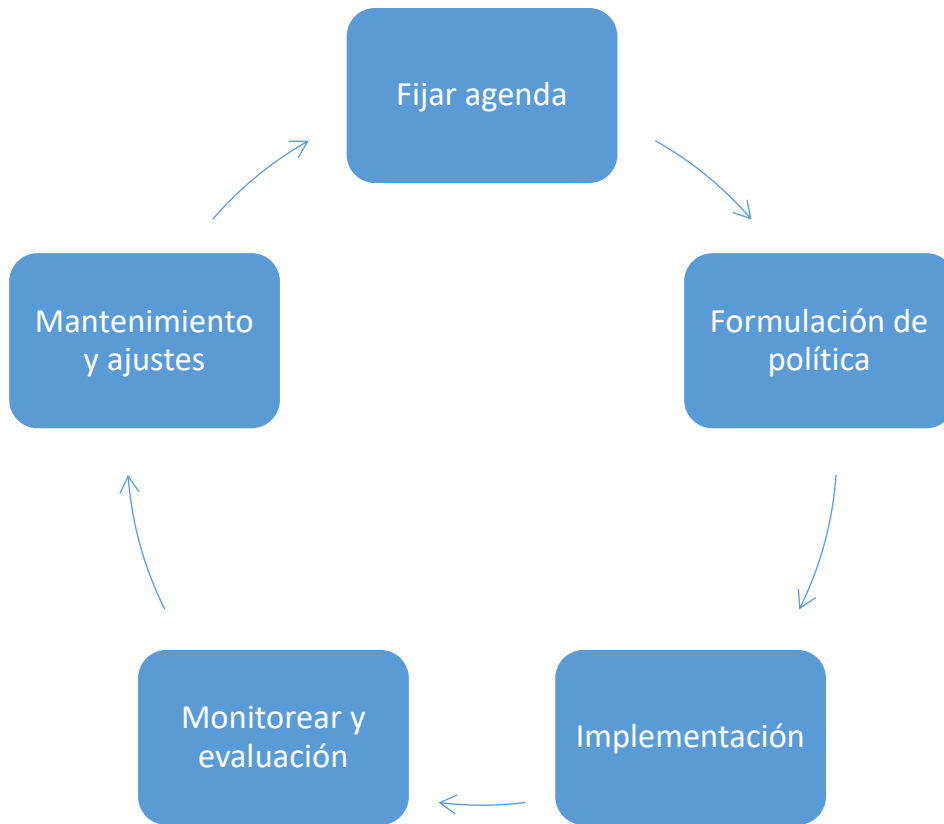 Fijar agenda
Formulación de
política
Implementación
Monitorear y
evaluación
Mantenimiento
y ajustes